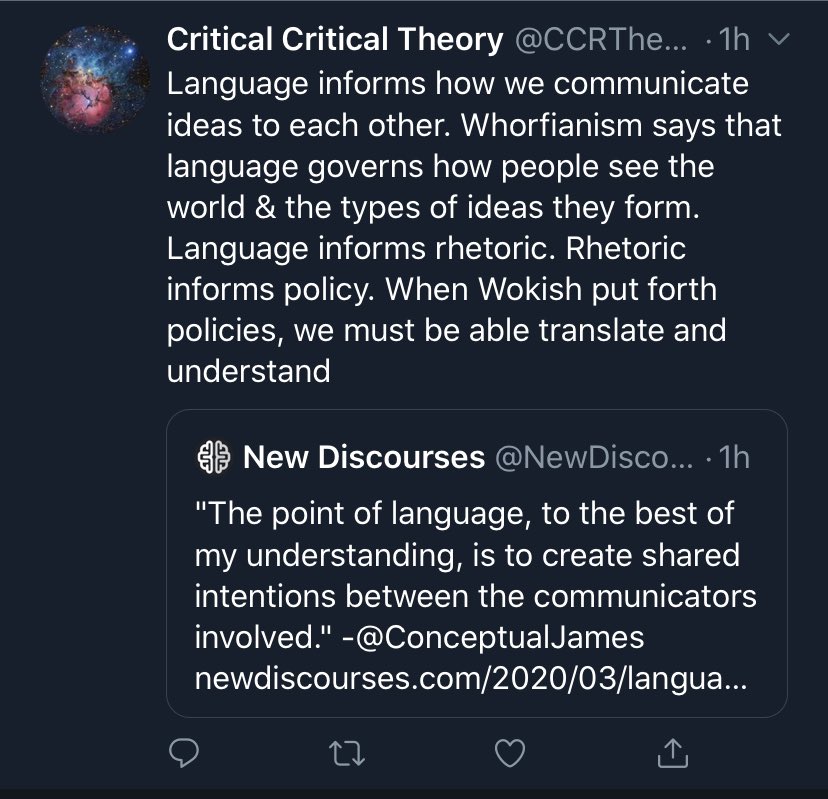 Critical Critical Theory @CCRThe... · 1h
Language informs how we communicate
ideas to each other. Whorfianism says that
language governs how people see the
world & the types of ideas they form.
Language informs rhetoric. Rhetoric
informs policy. When Wokish put forth
policies, we must be able translate and
understand
New Discourses @NewDisco... · 1h
"The point of language, to the best of
my understanding, is to create shared
intentions between the communicators
involved." -@ConceptualJames
newdiscourses.com/2020/03/langua...